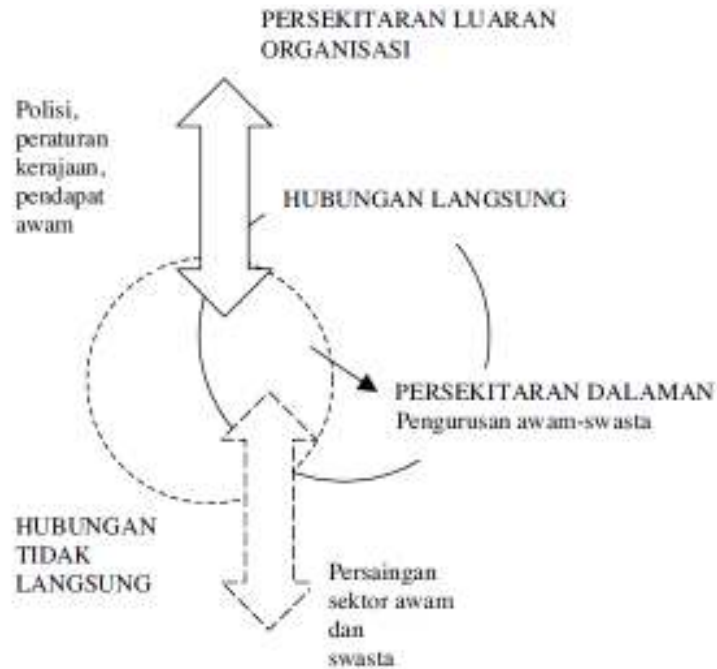 PERSEKITARAN LUARAN
ORGANISASI
Polisi,
peraturan
kerajaan,
pendapat
awam
HUBUNGAN LANGSUNG
PERSEKITARAN DALAMAN
Pengurusan awam-swasta
HUBUNGAN
TIDAK
LANGSUNG
Persaingan
sektor awam
dan
swasta